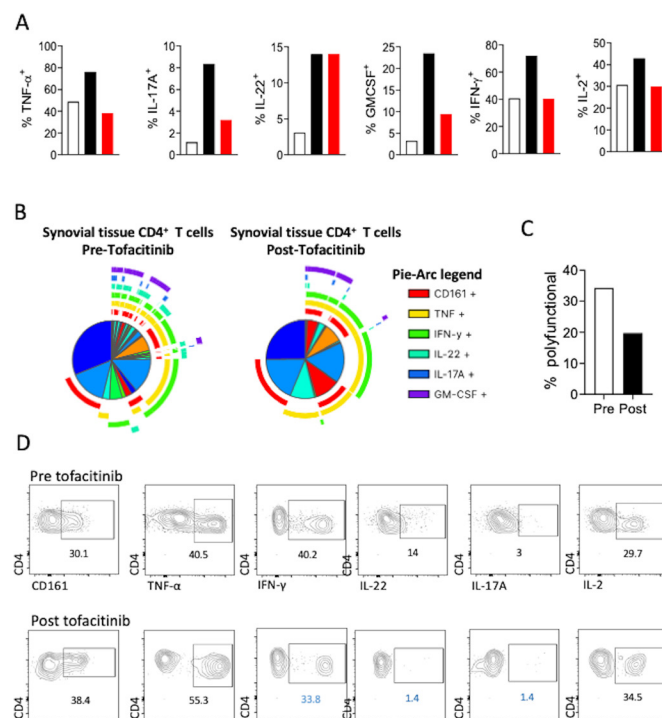 A
% TNF-α+
100
80
60
40
20
0
% IL-17A+
10
8
6
4
2
0
% IL-22+
15
10
5
0
% GMCSF+
25
20
15
10
5
0
% IFN-γ+
80
60
40
20
0
% IL-2+
50
40
30
20
10
0
B
Synovial tissue CD4+ T cells
Pre-Tofacitinib
Synovial tissue CD4+ T cells
Post-Tofacitinib
Pie-Arc legend
CD161 +
TNF +
IFN-y +
IL-22 +
IL-17A +
GM-CSF +
C
% polyfunctional
40
30
20
10
0
Pre Post
D
Pre tofacitinib
CD4 CD4 CD4 CD4 CD4 CD4
30.1 40.5 40.2 14 3 29.7
CD161 TNF-α IFN-γ IL-22 IL-17A IL-2
Post tofacitinib
CD4 CD4 CD4 CD4 CD4 CD4
38.4 55.3 33.8 1.4 1.4 34.5